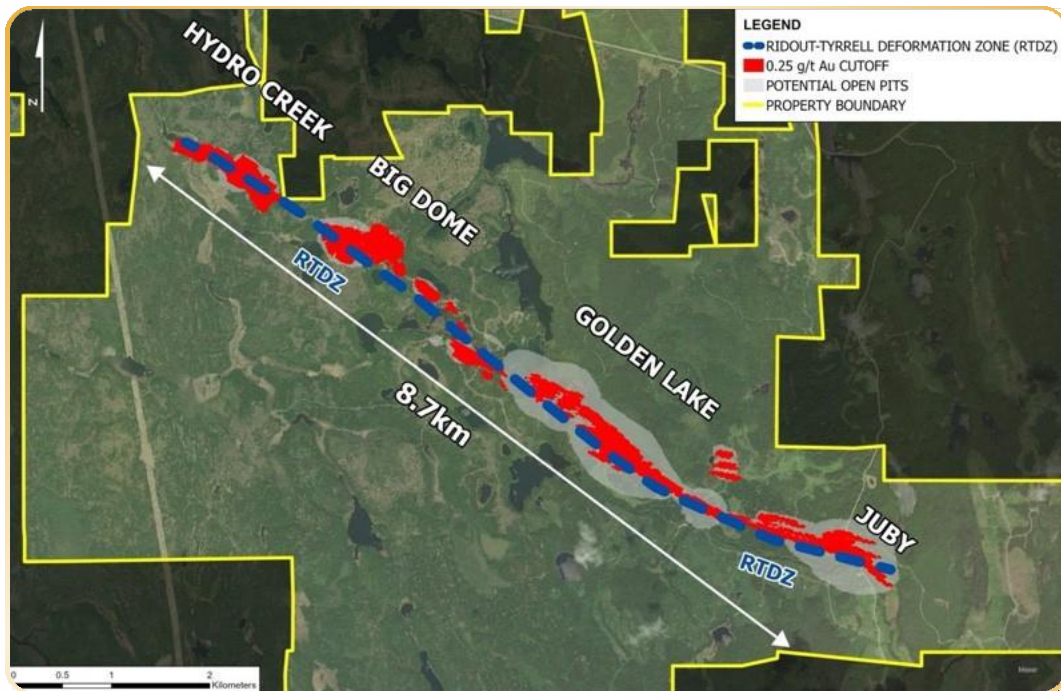 LEGEND
RIDOUT-TYRRELL DEFORMATION ZONE (RTDZ)
0.25 g/t Au CUTOFF
POTENTIAL OPEN PITS
PROPERTY BOUNDARY
N
HYDRO CREEK
BIG DOME
RTDZ
GOLDEN LAKE
8.7km
JUBY
RTDZ
0 0.5 1 2
Kilometers
Maxar